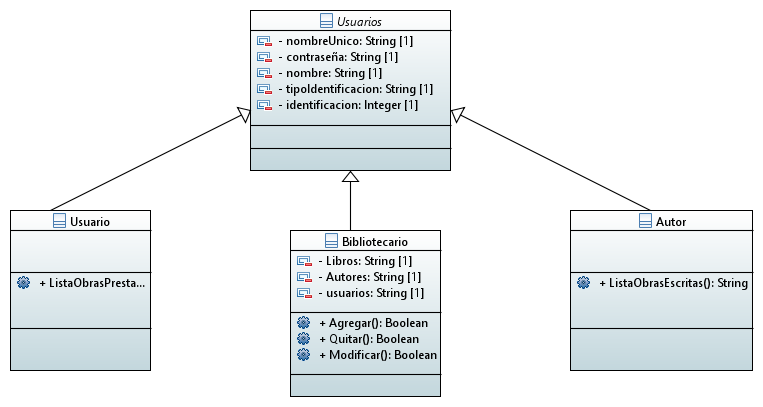 Usuarios
- nombreUnico: String [1]
- contraseña: String [1]
- nombre: String [1]
- tipoIdentificacion: String [1]
- identificacion: Integer [1]
Usuario
+ ListaObrasPresta...
Bibliotecario
- Libros: String [1]
- Autores: String [1]
- usuarios: String [1]
+ Agregar(): Boolean
+ Quitar(): Boolean
+ Modificar(): Boolean
Autor
+ ListaObrasEscritas(): String